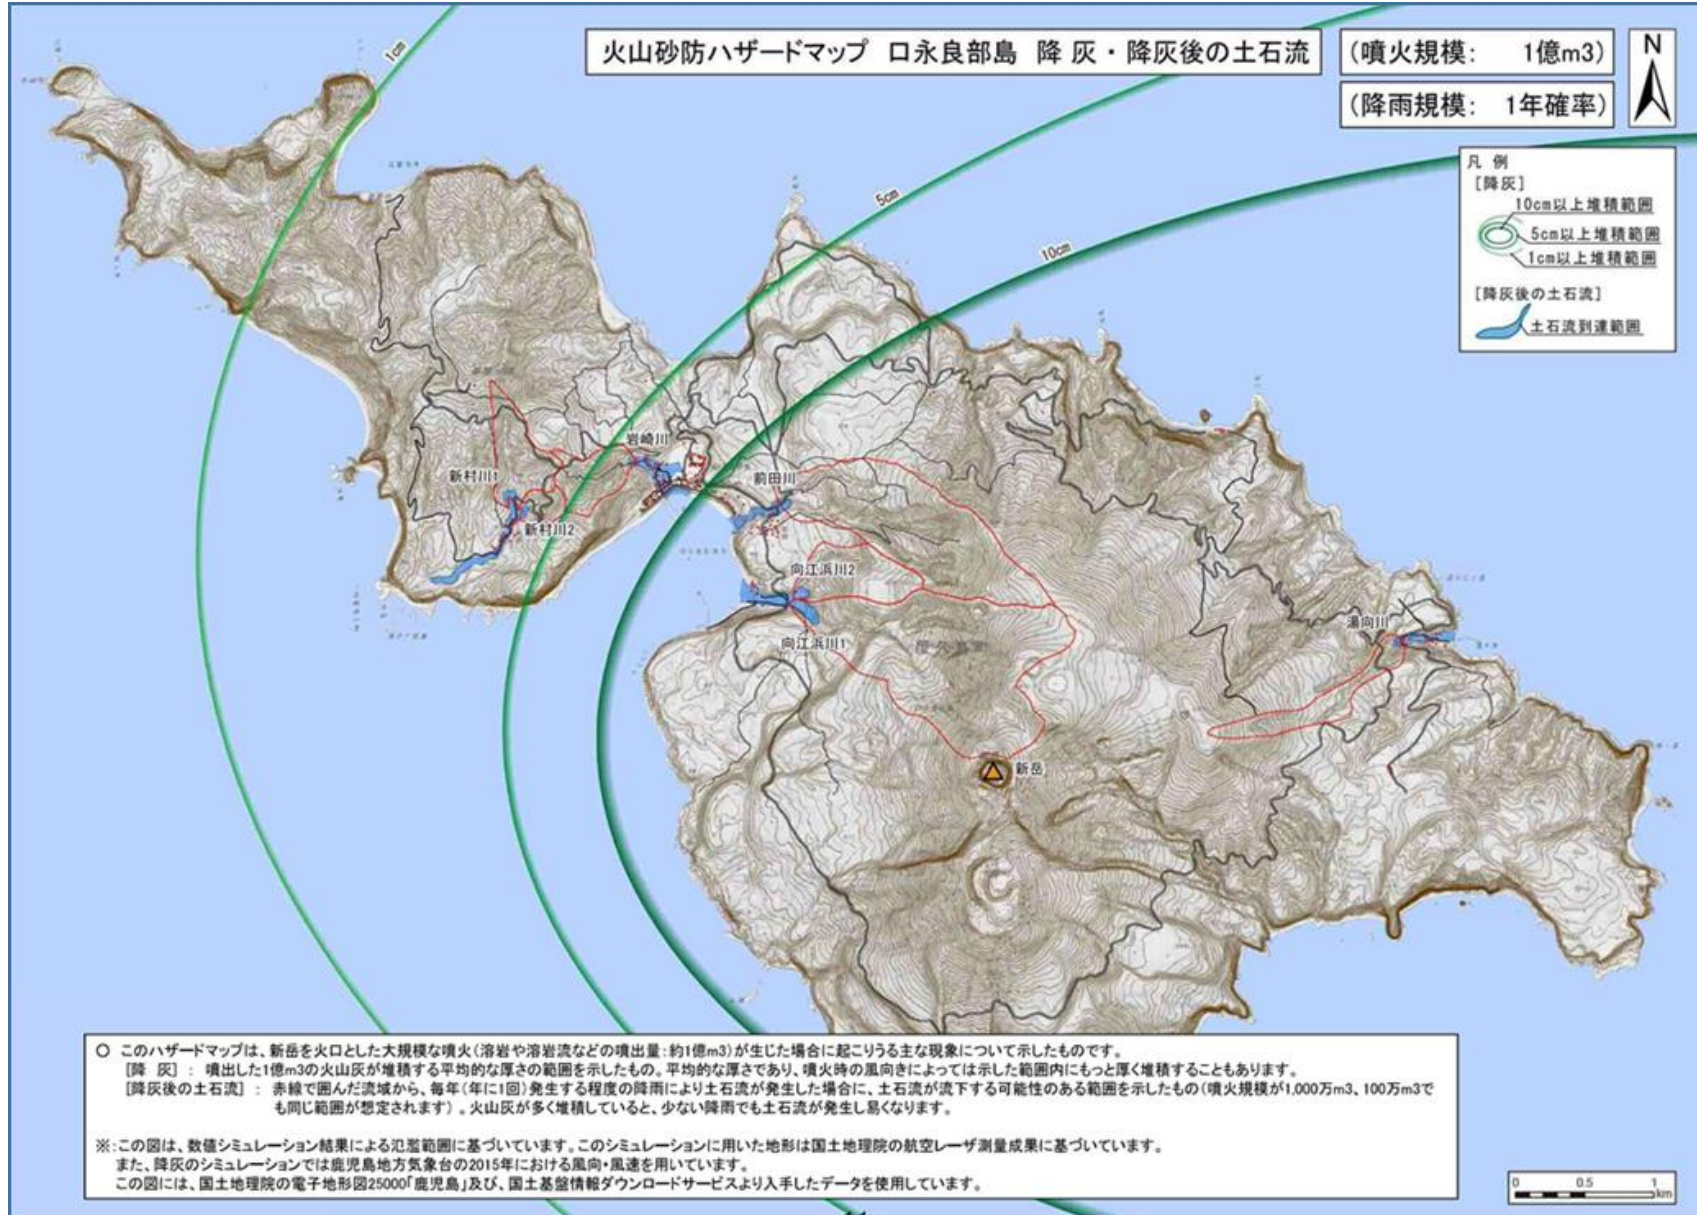 火山砂防ハザードマップ 口永良部島 降 灰 ・ 降灰後の土石流
(噴火規模: 1億m3)
(降雨規模: 1年確率)
N
凡 例
[降灰]
10cm以上堆積範囲
5cm以上堆積範囲
1cm以上堆積範囲
[降灰後の土石流]
土石流到達範囲
1cm
5cm
10cm
岩崎川
新村川1
前田川
新村川2
向江浜川2
湯向川
向江浜川1
屋久島町
新岳
○ このハザードマップは、新岳を火口とした大規模な噴火(溶岩や溶岩流などの噴出量:約1億m3)が生じた場合に起こりうる主な現象について示したものです。
[降 灰] : 噴出した1億m3の火山灰が堆積する平均的な厚さの範囲を示したもの。平均的な厚さであり、噴火時の風向きによっては示した範囲内にもっと厚く堆積することもあります。
[降灰後の土石流] : 赤線で囲んだ流域から、毎年(年に1回)発生する程度の降雨により土石流が発生した場合に、土石流が流下する可能性のある範囲を示したもの(噴火規模が1,000万m3、100万m3で
も同じ範囲が想定されます)。火山灰が多く堆積していると、少ない降雨でも土石流が発生し易くなります。
※:この図は、数値シミュレーション結果による氾濫範囲に基づいています。このシミュレーションに用いた地形は国土地理院の航空レーザ測量成果に基づいています。
また、降灰のシミュレーションでは鹿児島地方気象台の2015年における風向・風速を用いています。
この図には、国土地理院の電子地形図25000「鹿児島」及び、国土基盤情報ダウンロードサービスより入手したデータを使用しています。
0 0.5 1
km